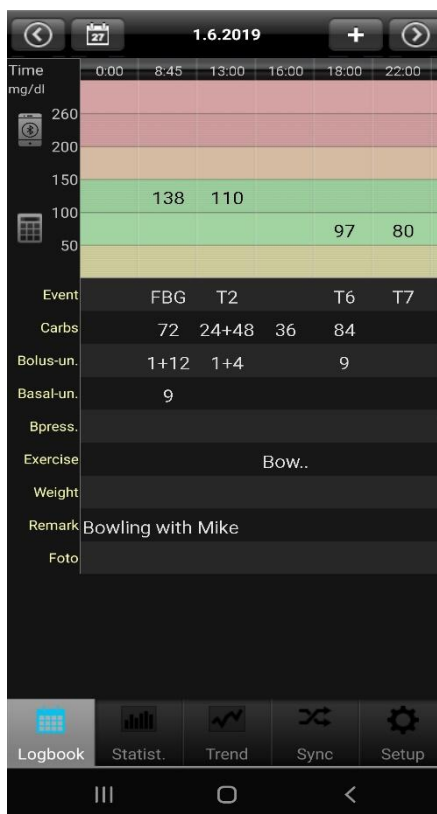 27 1.6.2019 +
Time 0:00 8:45 13:00 16:00 18:00 22:00
mg/dl
260
200
150
138 110
100
97 80
50
Event FBG T2 T6 T7
Carbs 72 24+48 36 84
Bolus-un. 1+12 1+4 9
Basal-un. 9
Bpress.
Exercise Bow..
Weight
Remark Bowling with Mike
Foto
Logbook Statist. Trend Sync Setup